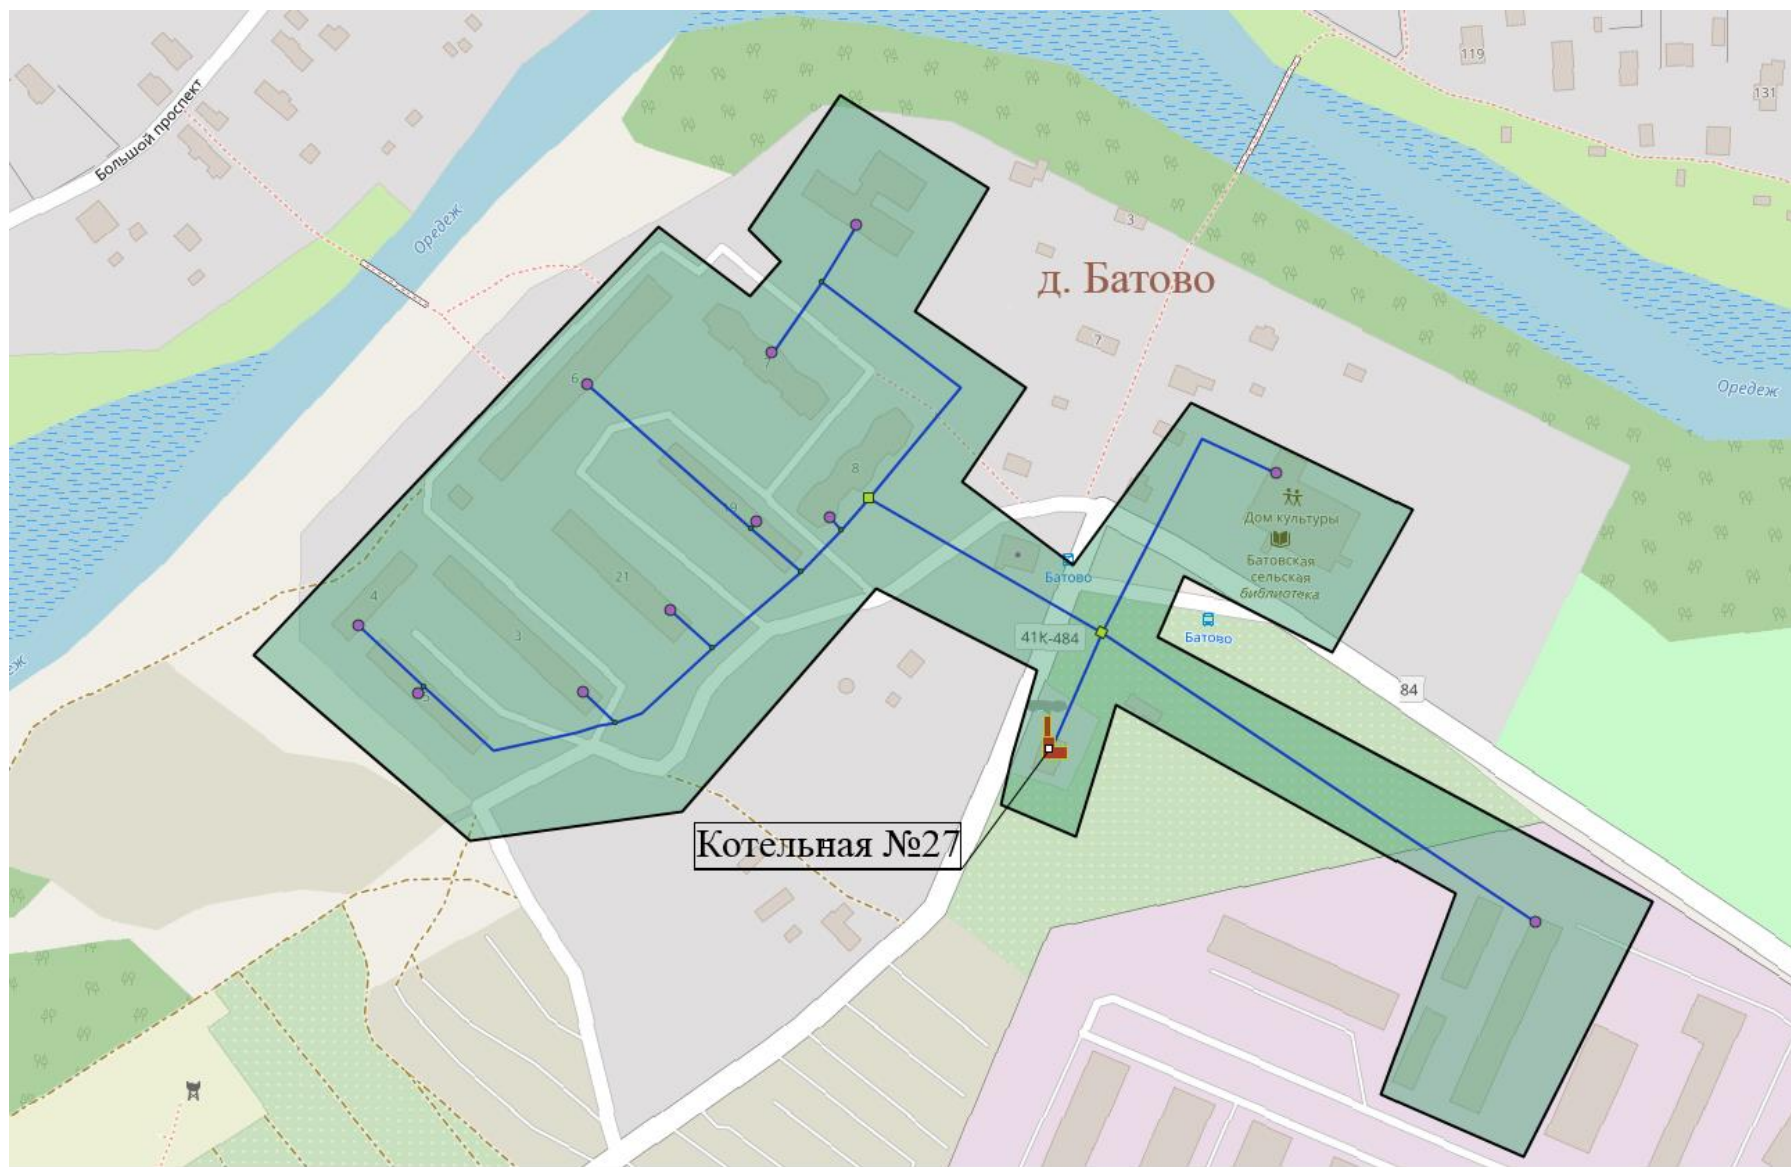 119
131
Большой проспект
Оредеж
3
д. Батово
?
7
6
Оредеж
8
19
Дом культуры
Батово
Батовская
сельская
библиотека
21
4
3
41К-484
Батово
5
84
Котельная №27